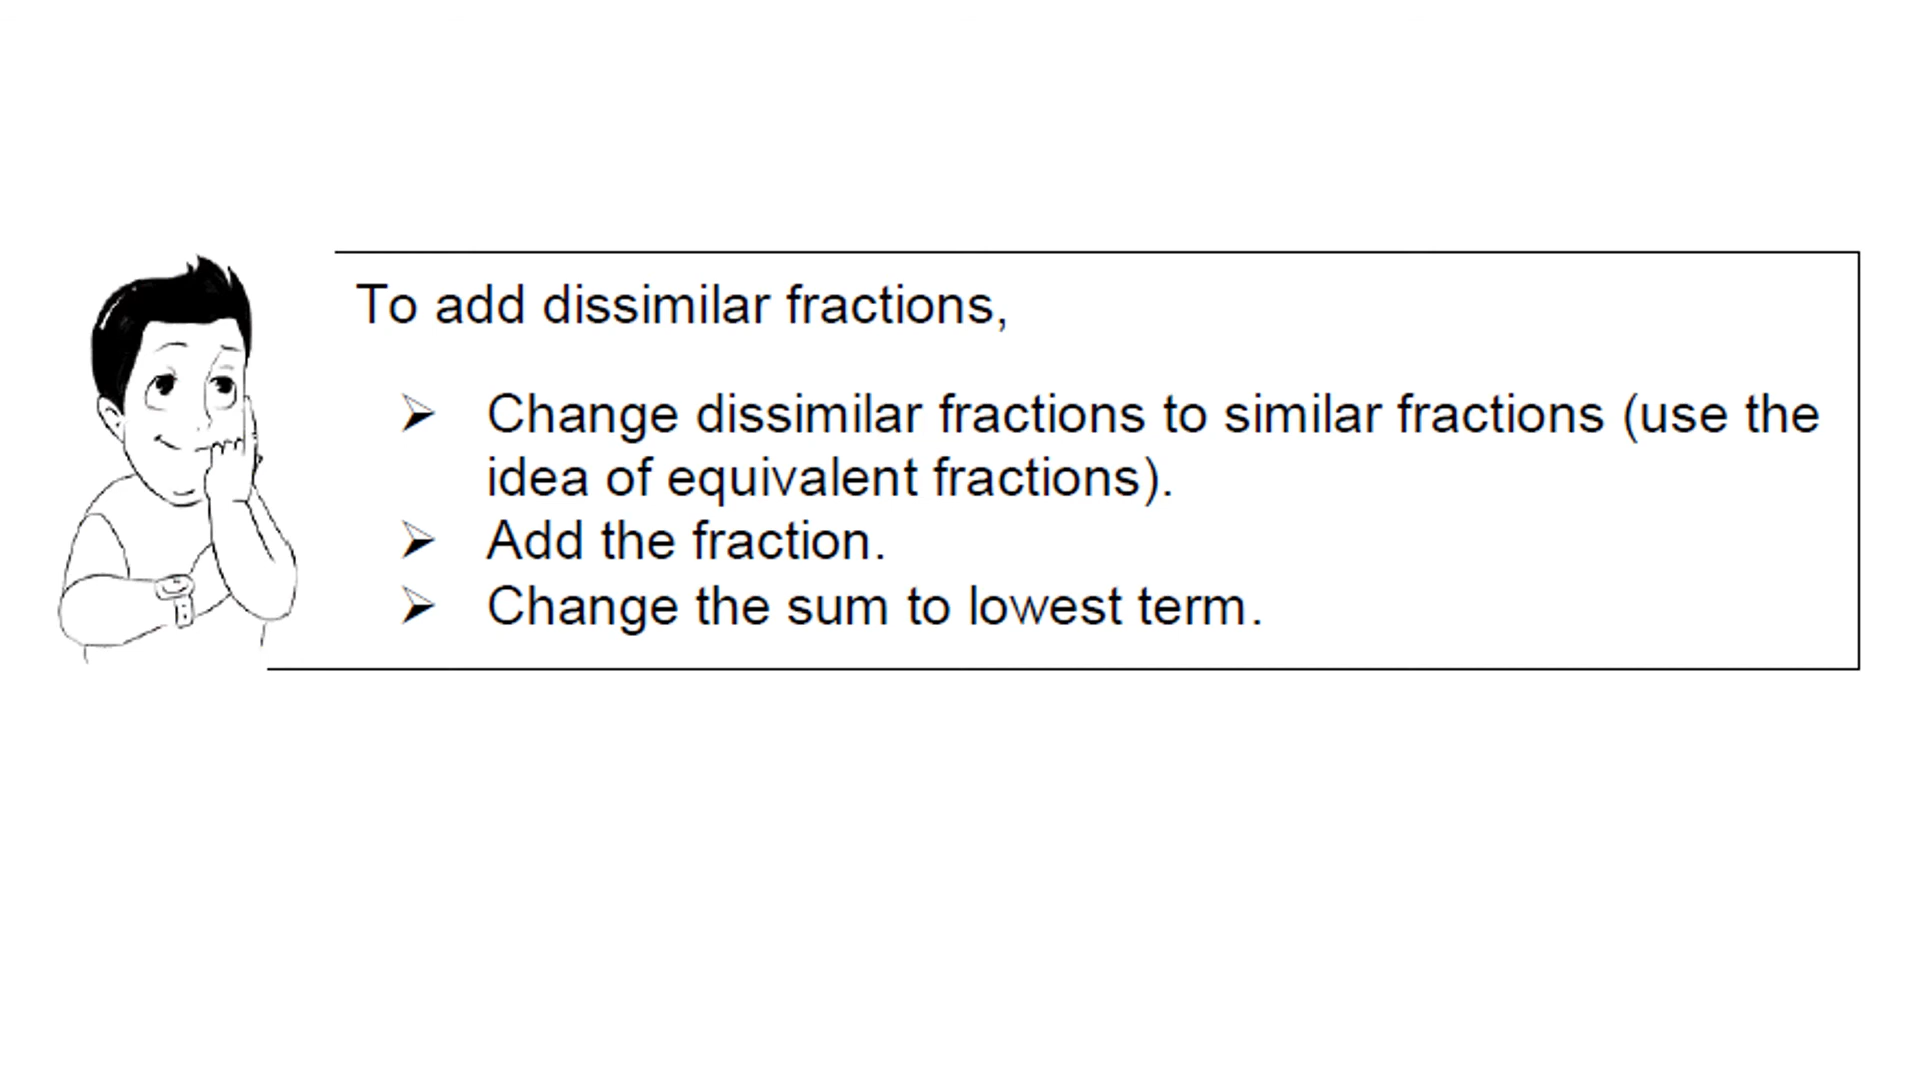 To add dissimilar fractions,
➢ Change dissimilar fractions to similar fractions (use the
idea of equivalent fractions).
➢ Add the fraction.
➢ Change the sum to lowest term.